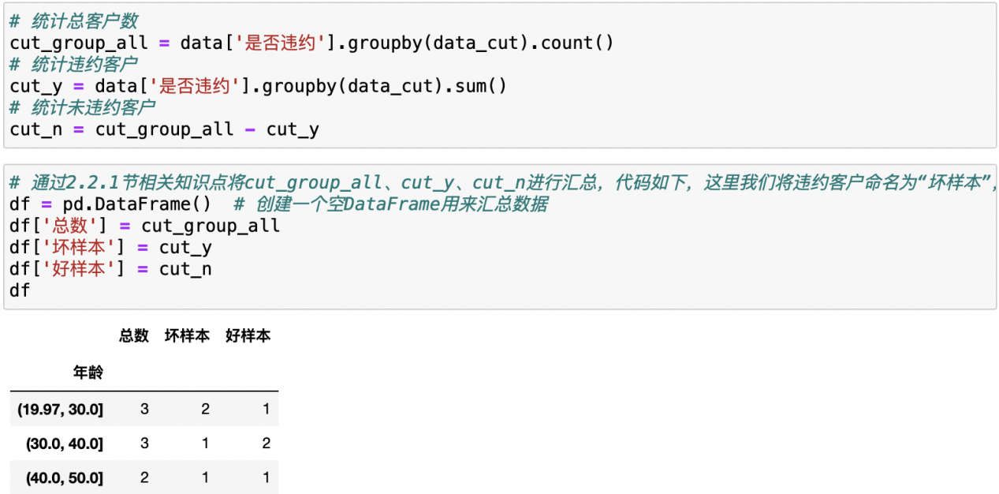 # 统计总客户数
cut_group_all = data['是否违约'].groupby(data_cut).count()
# 统计违约客户
cut_y = data['是否违约'].groupby(data_cut).sum()
# 统计未违约客户
cut_n = cut_group_all - cut_y
# 通过2.2.1节相关知识点将cut_group_all、cut_y、cut_n进行汇总，代码如下，这里我们将违约客户命名为“坏样本”，
df = pd.DataFrame()  # 创建一个空DataFrame用来汇总数据
df['总数'] = cut_group_all
df['坏样本'] = cut_y
df['好样本'] = cut_n
df
总数 坏样本 好样本
年龄
(19.97, 30.0] 3 2 1
(30.0, 40.0] 3 1 2
(40.0, 50.0] 2 1 1